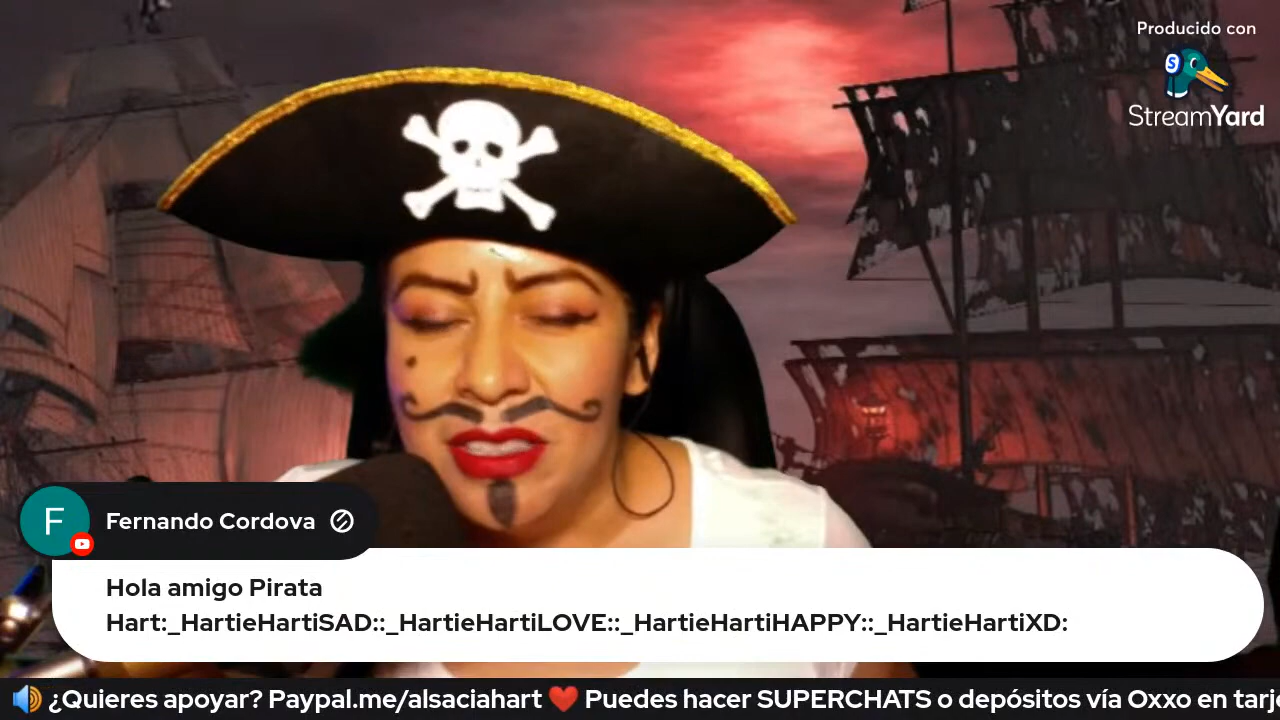 Producido con
S
StreamYard
F
Fernando Cordova
Hola amigo Pirata
Hart:_HartieHartiSAD::_HartieHartiLOVE::_HartieHartiHAPPY::_HartieHartiXD:
¿Quieres apoyar? Paypal.me/alsaciahart ❤️ Puedes hacer SUPERCHATS o depósitos vía Oxxo en tarj